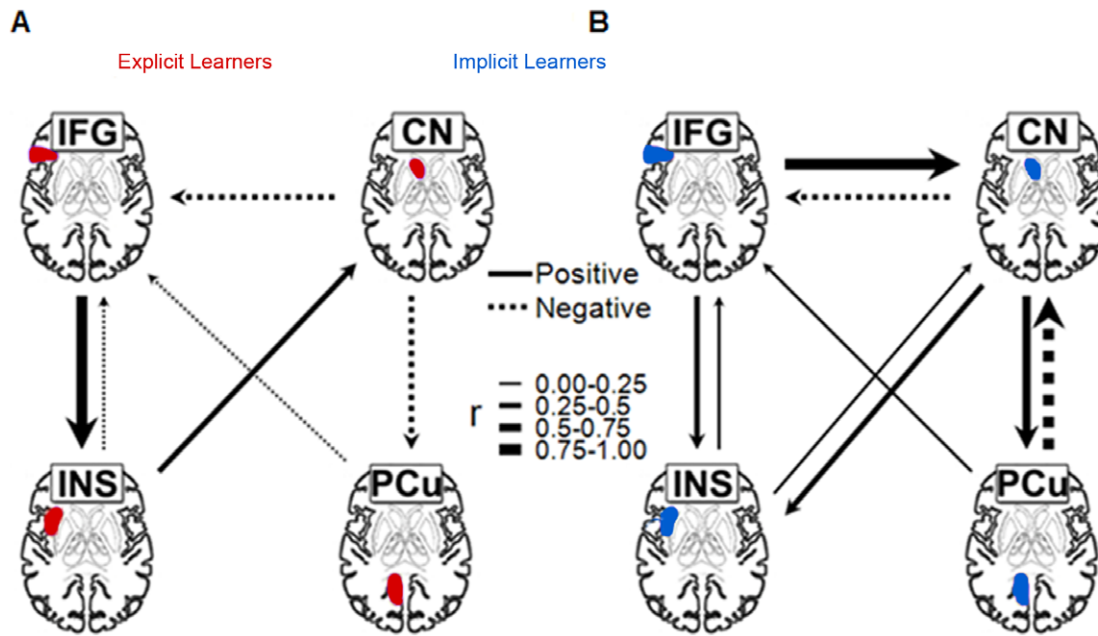 A
B
Explicit Learners
Implicit Learners
IFG
CN
IFG
CN
Positive
Negative
r
0.00-0.25
0.25-0.5
0.5-0.75
0.75-1.00
INS
PCu
INS
PCu